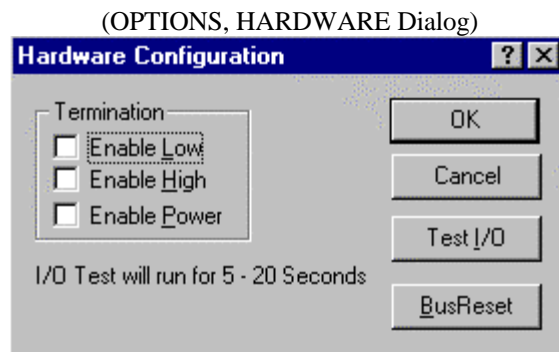 (OPTIONS, HARDWARE Dialog)
Hardware Configuration
Termination
Enable Low
Enable High
Enable Power
I/O Test will run for 5 - 20 Seconds
OK
Cancel
Test I/O
BusReset